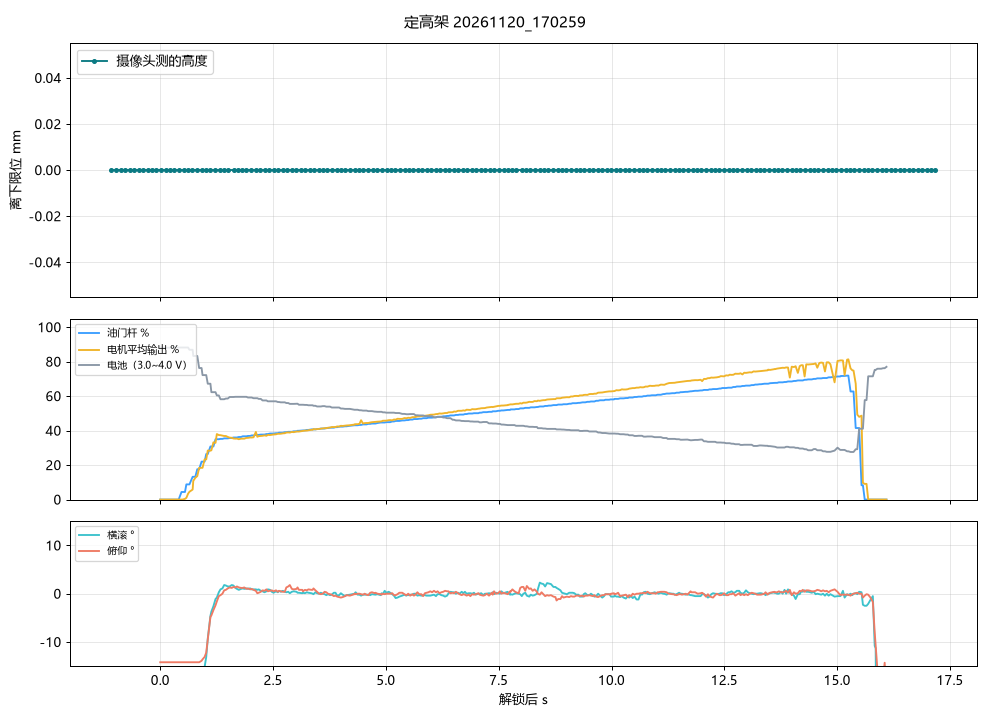 定高架 20261120_170259
摄像头测的高度
0.04
0.02
0.00
-0.02
-0.04
离下限位 mm
油门杆 %
电机平均输出 %
电池（3.0~4.0 V）
100
80
60
40
20
0
横滚 °
俯仰 °
10
0
-10
0.0 2.5 5.0 7.5 10.0 12.5 15.0 17.5
解锁后 s